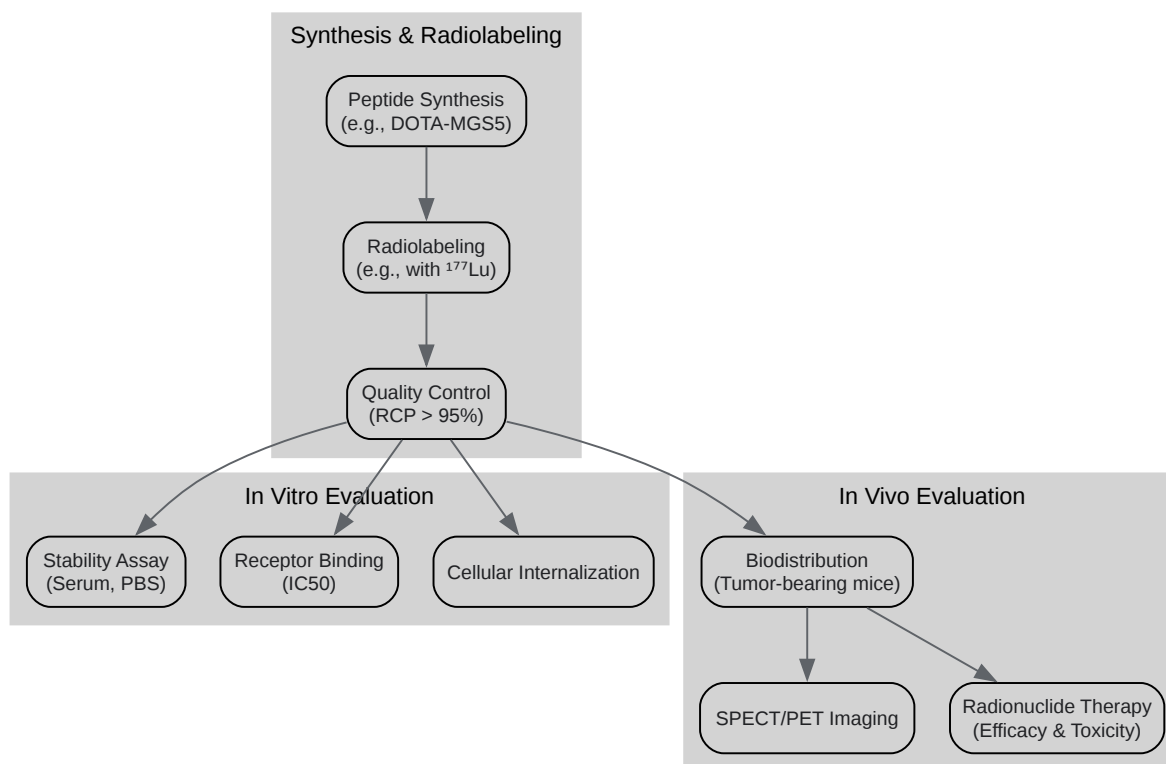 Synthesis & Radiolabeling
Peptide Synthesis
(e.g., DOTA-MGS5)
Radiolabeling
(e.g., with ¹⁷⁷Lu)
Quality Control
(RCP > 95%)
In Vitro Evaluation
Stability Assay
(Serum, PBS)
Receptor Binding
(IC50)
Cellular Internalization
In Vivo Evaluation
Biodistribution
(Tumor-bearing mice)
SPECT/PET Imaging
Radionuclide Therapy
(Efficacy & Toxicity)